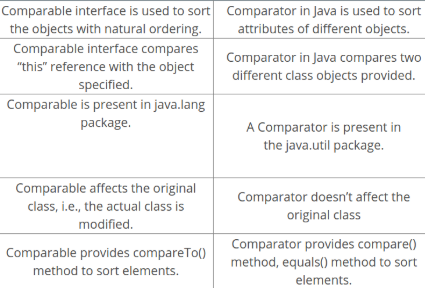 Comparable interface is used to sort
the objects with natural ordering.
Comparator in Java is used to sort
attributes of different objects.
Comparable interface compares
“this” reference with the object
specified.
Comparator in Java compares two
different class objects provided.
Comparable is present in java.lang
package.
A Comparator is present in
the java.util package.
Comparable affects the original
class, i.e., the actual class is
modified.
Comparator doesn’t affect the
original class
Comparable provides compareTo()
method to sort elements.
Comparator provides compare()
method, equals() method to sort
elements.